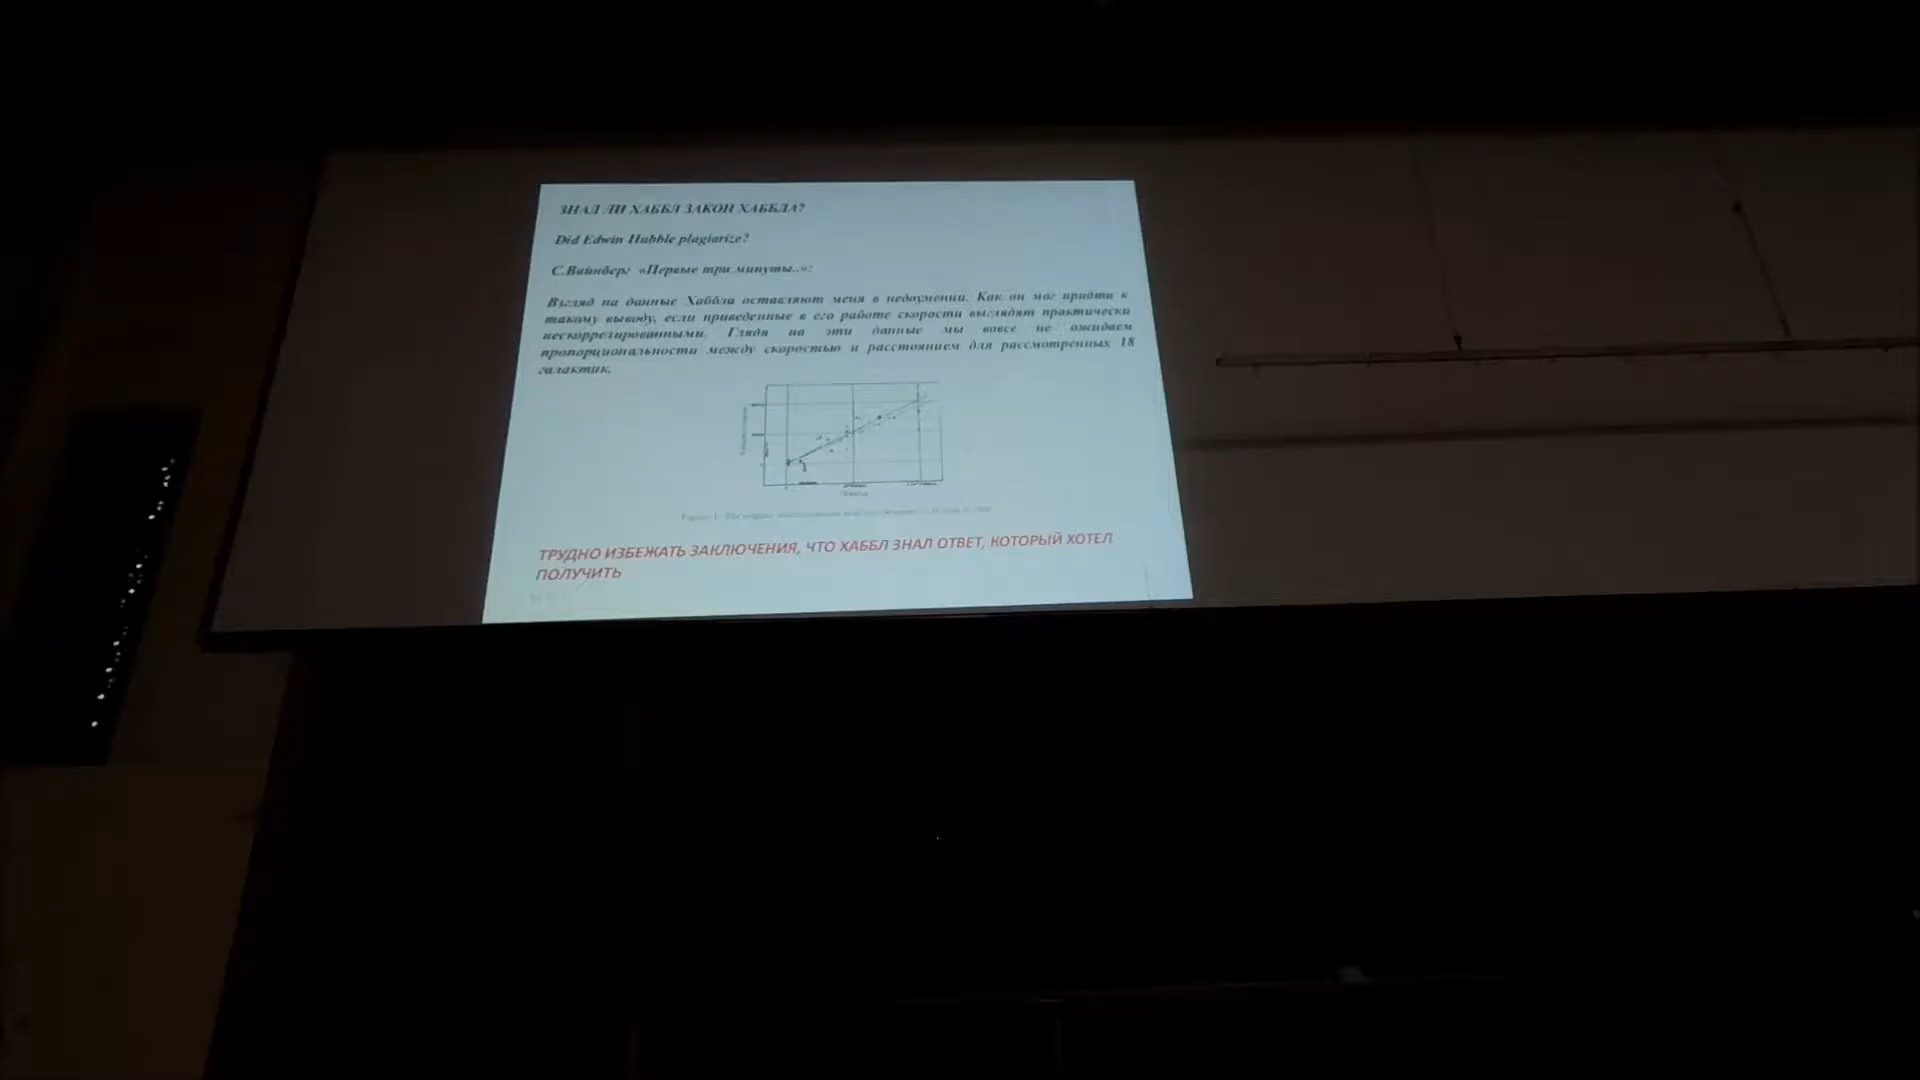 ЗНАЛ ЛИ ХАББЛ ЗАКОН ХАББЛА?
Did Edwin Hubble plagiarize?
С.Вайнберг «Первые три минуты..»:
Взгляд на данные Хаббла оставляют меня в недоумении. Как он мог придти к
такому выводу, если приведенные в его работе скорости выглядят практически
нескоррелированными. Глядя на эти данные мы вовсе не ожидаем
пропорциональности между скоростью и расстоянием для рассмотренных 18
галактик.
ТРУДНО ИЗБЕЖАТЬ ЗАКЛЮЧЕНИЯ, ЧТО ХАББЛ ЗНАЛ ОТВЕТ, КОТОРЫЙ ХОТЕЛ
ПОЛУЧИТЬ